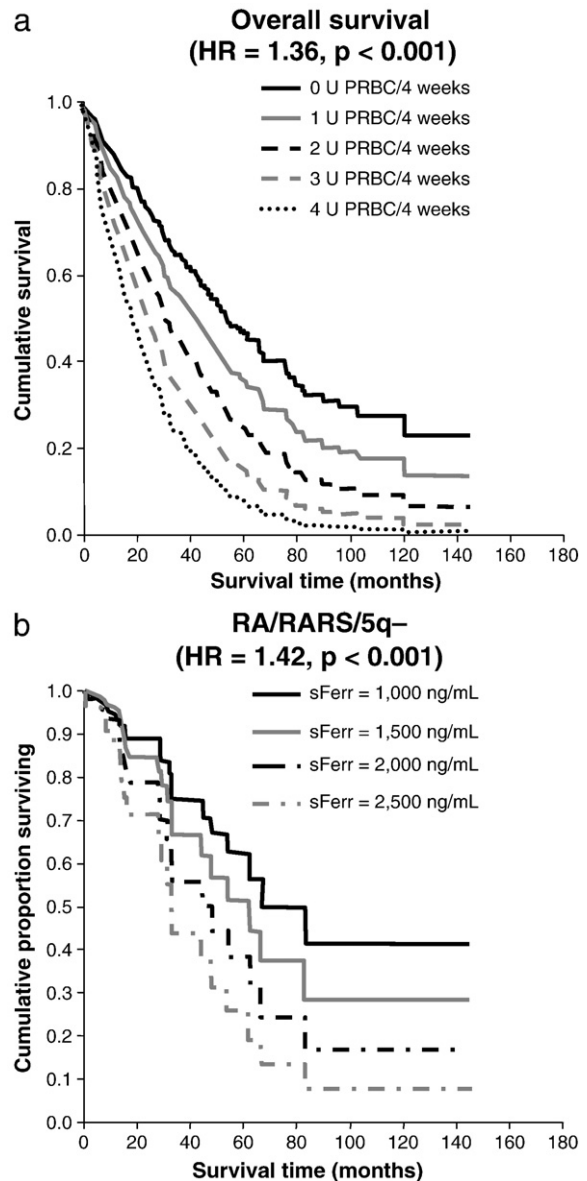 a
Overall survival
(HR = 1.36, p < 0.001)
0 U PRBC/4 weeks
1 U PRBC/4 weeks
2 U PRBC/4 weeks
3 U PRBC/4 weeks
4 U PRBC/4 weeks
Cumulative survival
1.0
0.8
0.6
0.4
0.2
0.0
0 20 40 60 80 100 120 140 160 180
Survival time (months)
b
RA/RARS/5q–
(HR = 1.42, p < 0.001)
sFerr = 1,000 ng/mL
sFerr = 1,500 ng/mL
sFerr = 2,000 ng/mL
sFerr = 2,500 ng/mL
Cumulative proportion surviving
1.0
0.9
0.8
0.7
0.6
0.5
0.4
0.3
0.2
0.1
0.0
0 20 40 60 80 100 120 140 160 180
Survival time (months)